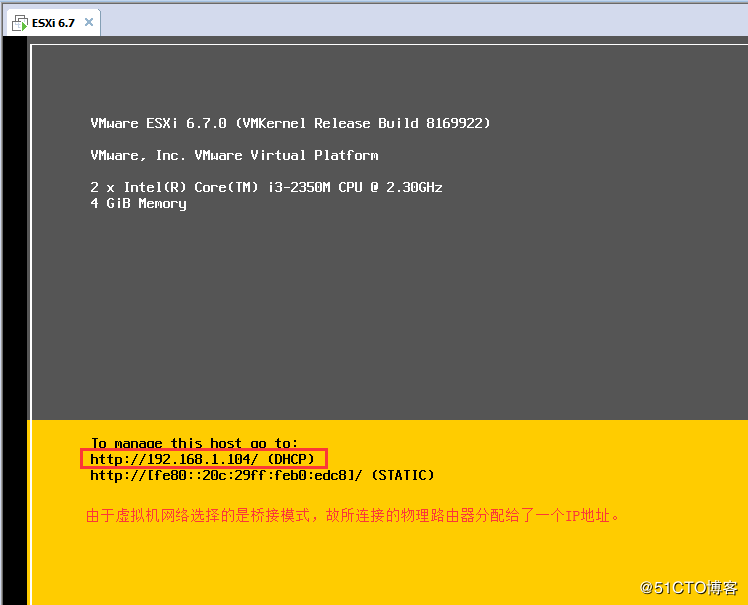 ESXi 6.7
VMware ESXi 6.7.0 (VMKernel Release Build 8169922)
VMware, Inc. VMware Virtual Platform
2 x Intel(R) Core(TM) i3-2350M CPU @ 2.30GHz
4 GiB Memory
To manage this host go to:
http://192.168.1.104/ (DHCP)
http://[fe80::20c:29ff:feb0:edc8]/ (STATIC)
由于虚拟机网络选择的是桥接模式，故所连接的物理路由器分配给了一个IP地址。
@51CTO博客